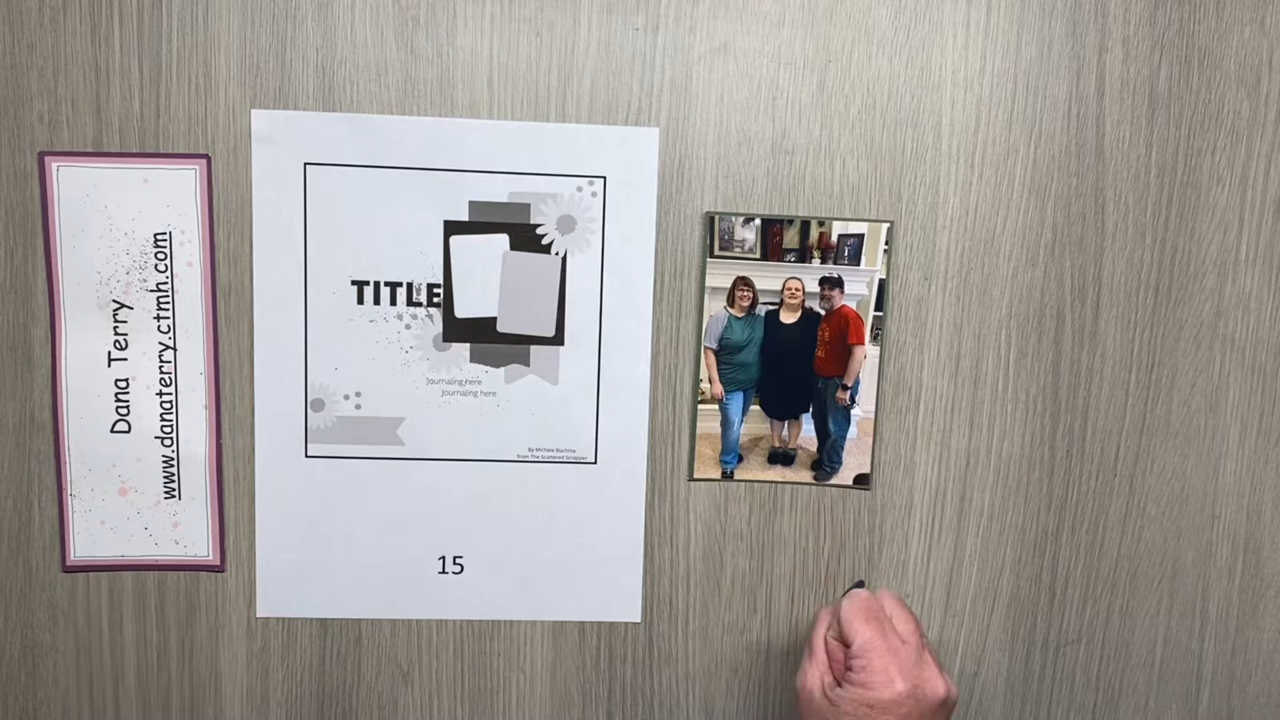 Dana Terry
www.danaterry.ctmh.com
TITLE
Journaling here
Journaling here
By Michele Buchina
from The Scattered Scrapper
15